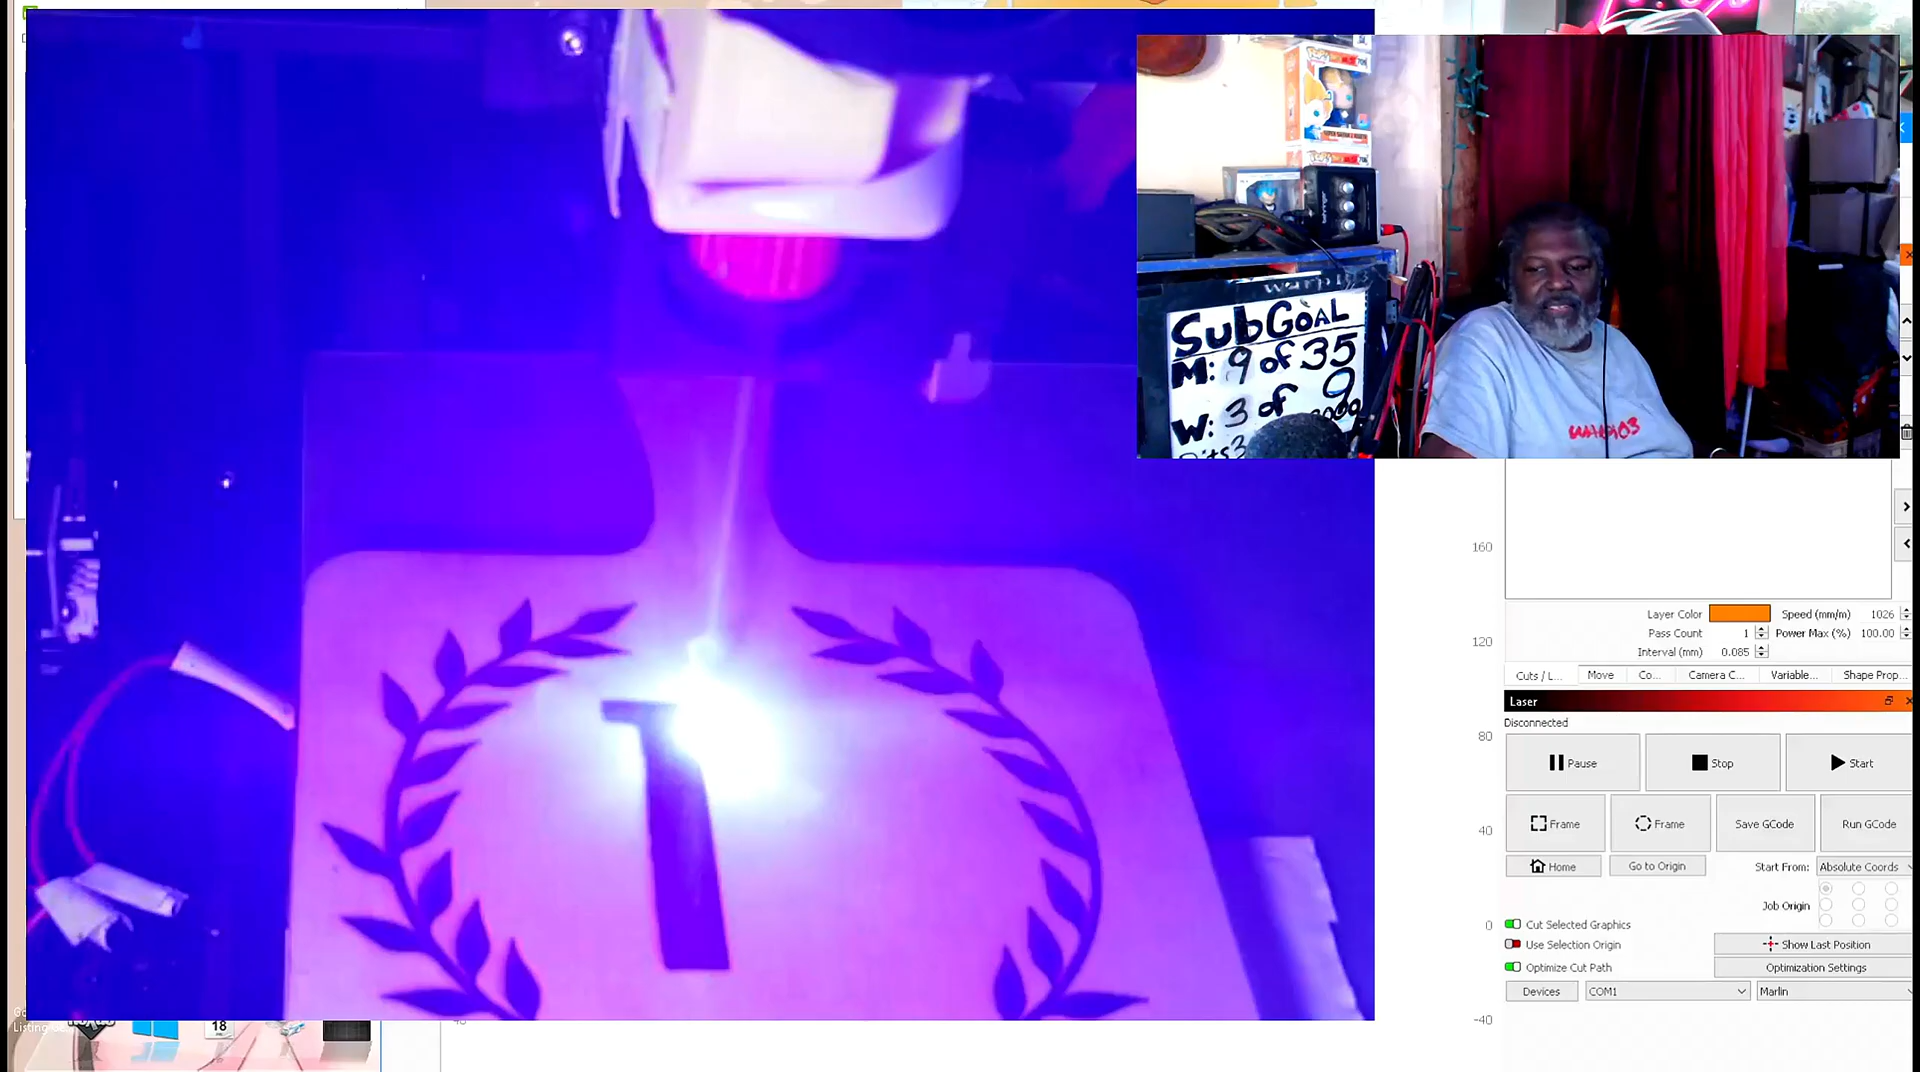 SubGoal
M: 9 of 35
W: 3 of 9
behringer
160
120
80
40
0
-40
Layer Color
Speed (mm/m) 1026
Pass Count 1
Power Max (%) 100.00
Interval (mm) 0.085
Cuts / L...
Move
Co...
Camera C...
Variable...
Shape Prop...
Laser
Disconnected
Pause
Stop
Start
Frame
Frame
Save GCode
Run GCode
Home
Go to Origin
Start From: Absolute Coords
Job Origin
Cut Selected Graphics
Use Selection Origin
Show Last Position
Optimize Cut Path
Optimization Settings
Devices
COM1
Marlin
18